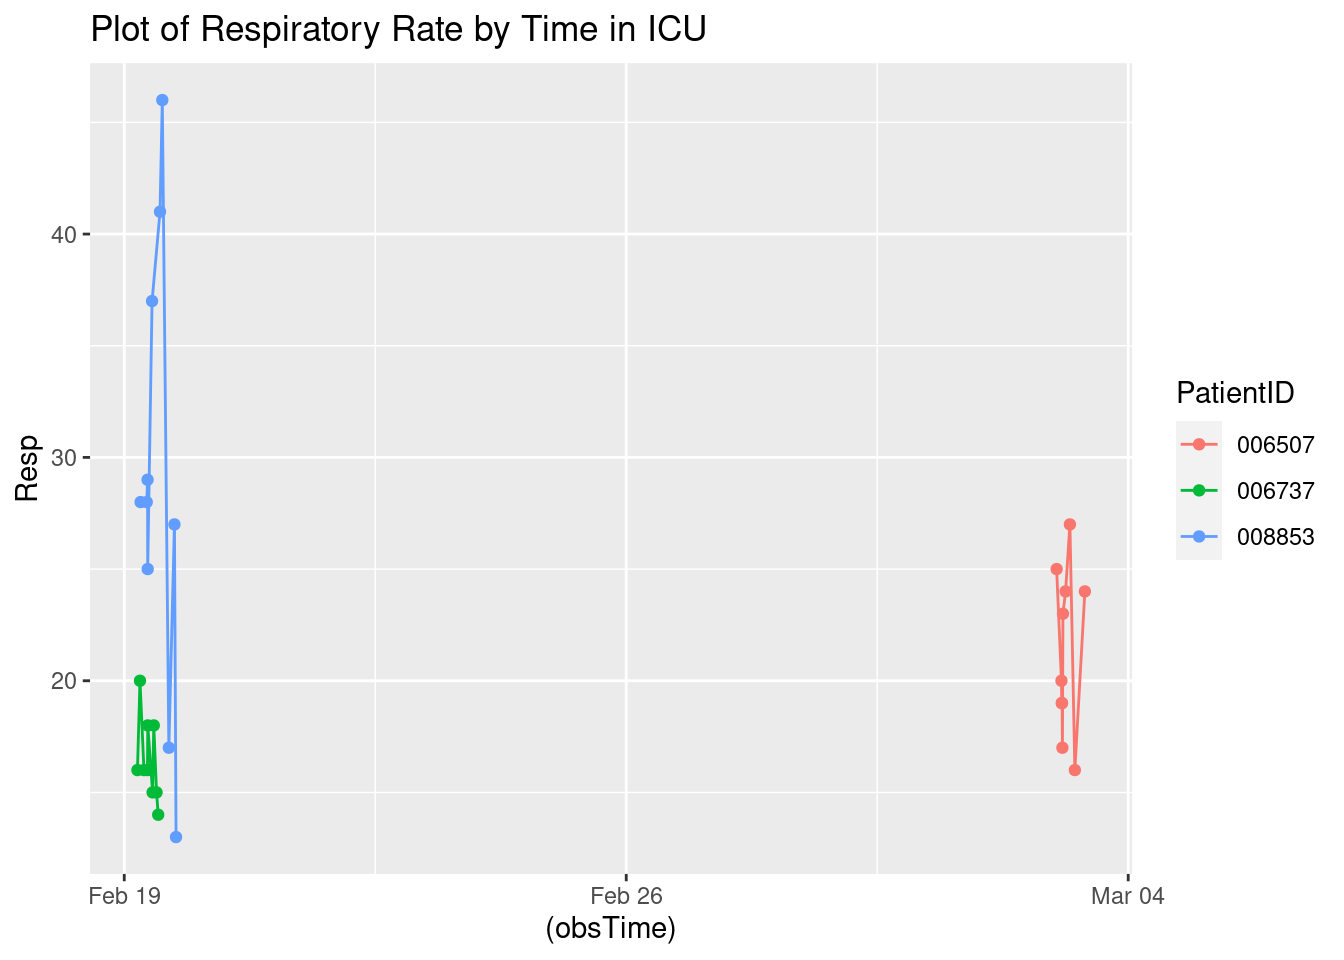 Plot of Respiratory Rate by Time in ICU
Resp
40
30
20
Feb 19
Feb 26
Mar 04
(obsTime)
PatientID
006507
006737
008853